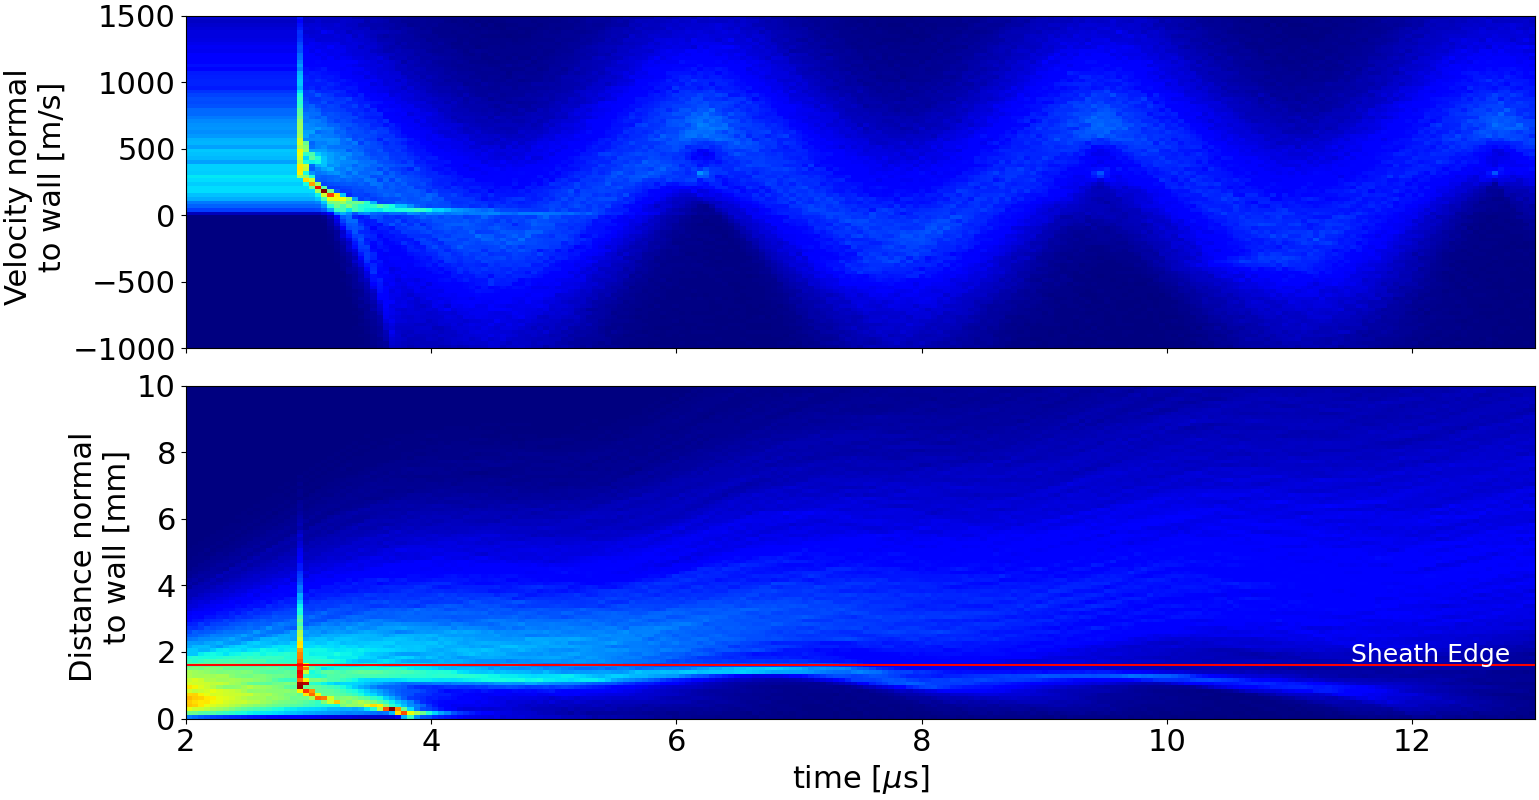 Velocity normal
to wall [m/s]
1500
1000
500
0
−500
−1000
Distance normal
to wall [mm]
10
8
6
4
2
0
Sheath Edge
2 4 6 8 10 12
time [μs]